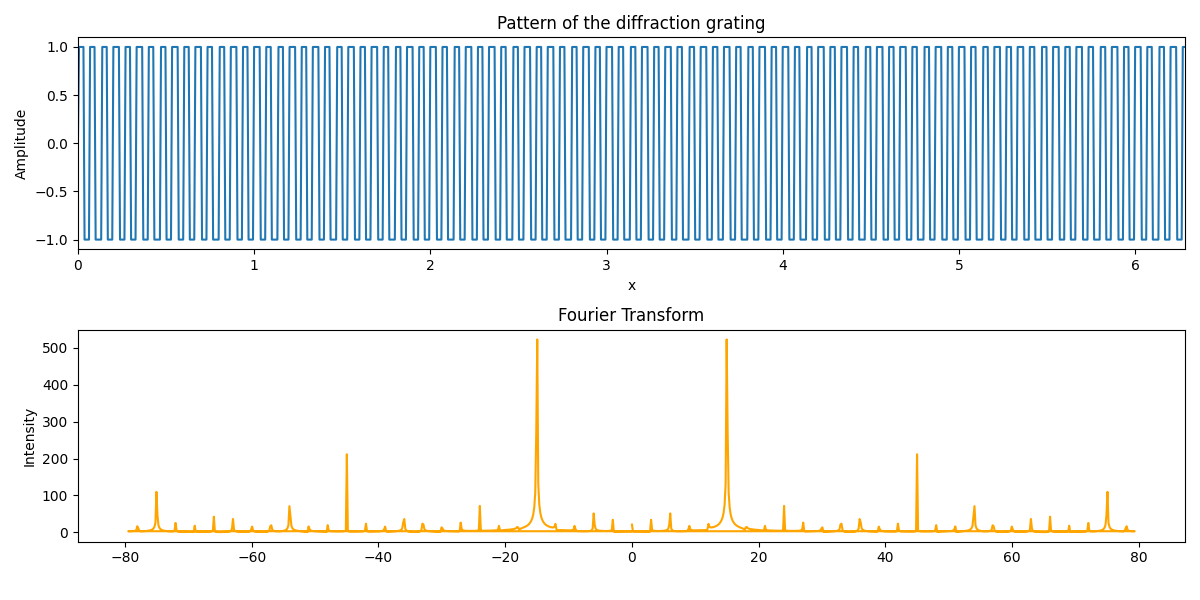 Pattern of the diffraction grating
1.0
0.5
0.0
−0.5
−1.0
Amplitude
0 1 2 3 4 5 6
x
Fourier Transform
500
400
300
200
100
0
Intensity
−80 −60 −40 −20 0 20 40 60 80